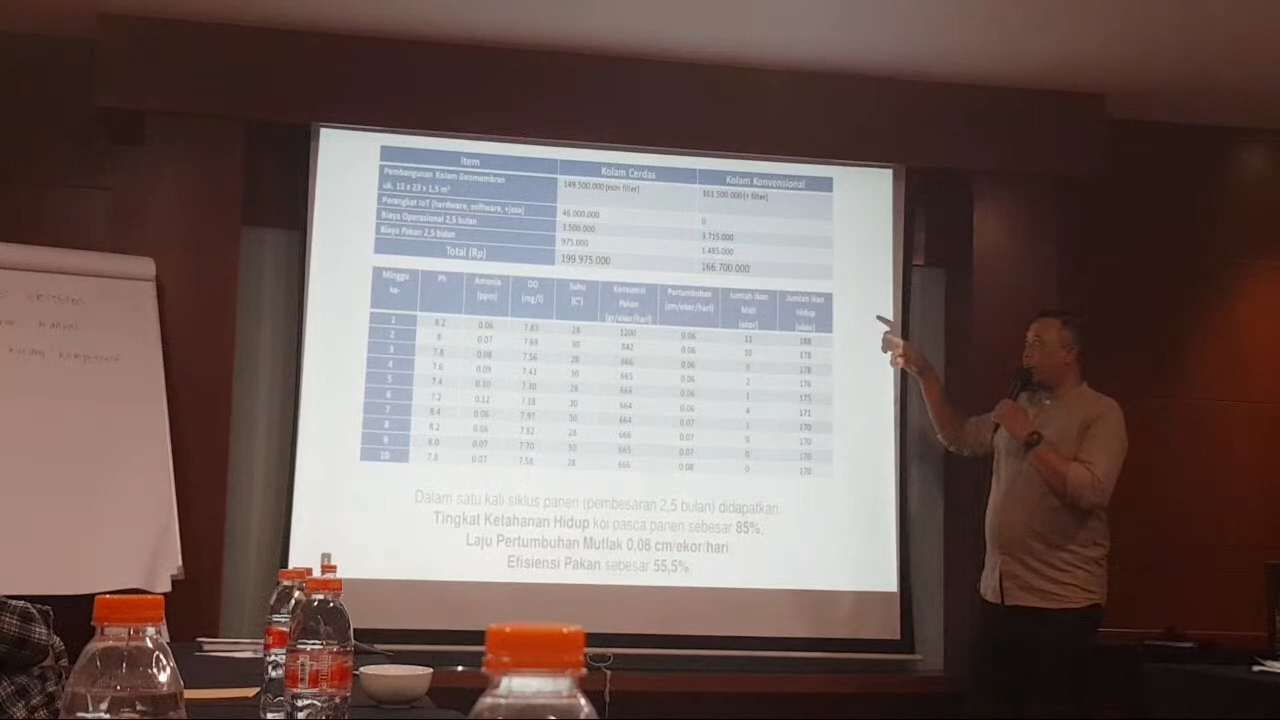 Item Kolam Cerdas Kolam Konvensional
Pembangunan Kolam Geomembran 149.500.000 (non filter) 161.500.000 (+ filter)
uk. 13 x 23 x 1,5 m³
Perangkat IoT (hardware, software, +jasa) 46.000.000 0
Biaya Operasional 2,5 bulan 3.500.000 3.715.000
Biaya Pakan 2,5 bulan 975.000 1.485.000
Total (Rp) 199.975.000 166.700.000
Minggu ke- Ph Amonia (ppm) DO (mg/l) Suhu (C°) Konsumsi Pakan (gr/ekor/hari) Pertumbuhan (cm/ekor/hari) Jumlah Ikan Mati (ekor) Jumlah Ikan Hidup (ekor)
1 8.2 0.06 7.83 28 1200 0.06 11 188
2 8 0.07 7.69 30 842 0.06 10 178
3 7.8 0.08 7.56 28 666 0.06 0 178
4 7.6 0.09 7.43 30 665 0.06 2 176
5 7.4 0.10 7.30 28 666 0.06 1 175
6 7.2 0.12 7.18 30 664 0.06 4 171
7 8.4 0.06 7.97 30 664 0.07 1 170
8 8.2 0.06 7.82 28 666 0.07 0 170
9 8.0 0.07 7.70 30 665 0.07 0 170
10 7.8 0.07 7.58 28 666 0.08 0 170
Dalam satu kali siklus panen (pembesaran 2,5 bulan) didapatkan:
Tingkat Ketahanan Hidup koi pasca panen sebesar 85%.
Laju Pertumbuhan Mutlak 0,08 cm/ekor/hari.
Efisiensi Pakan sebesar 55,5%.